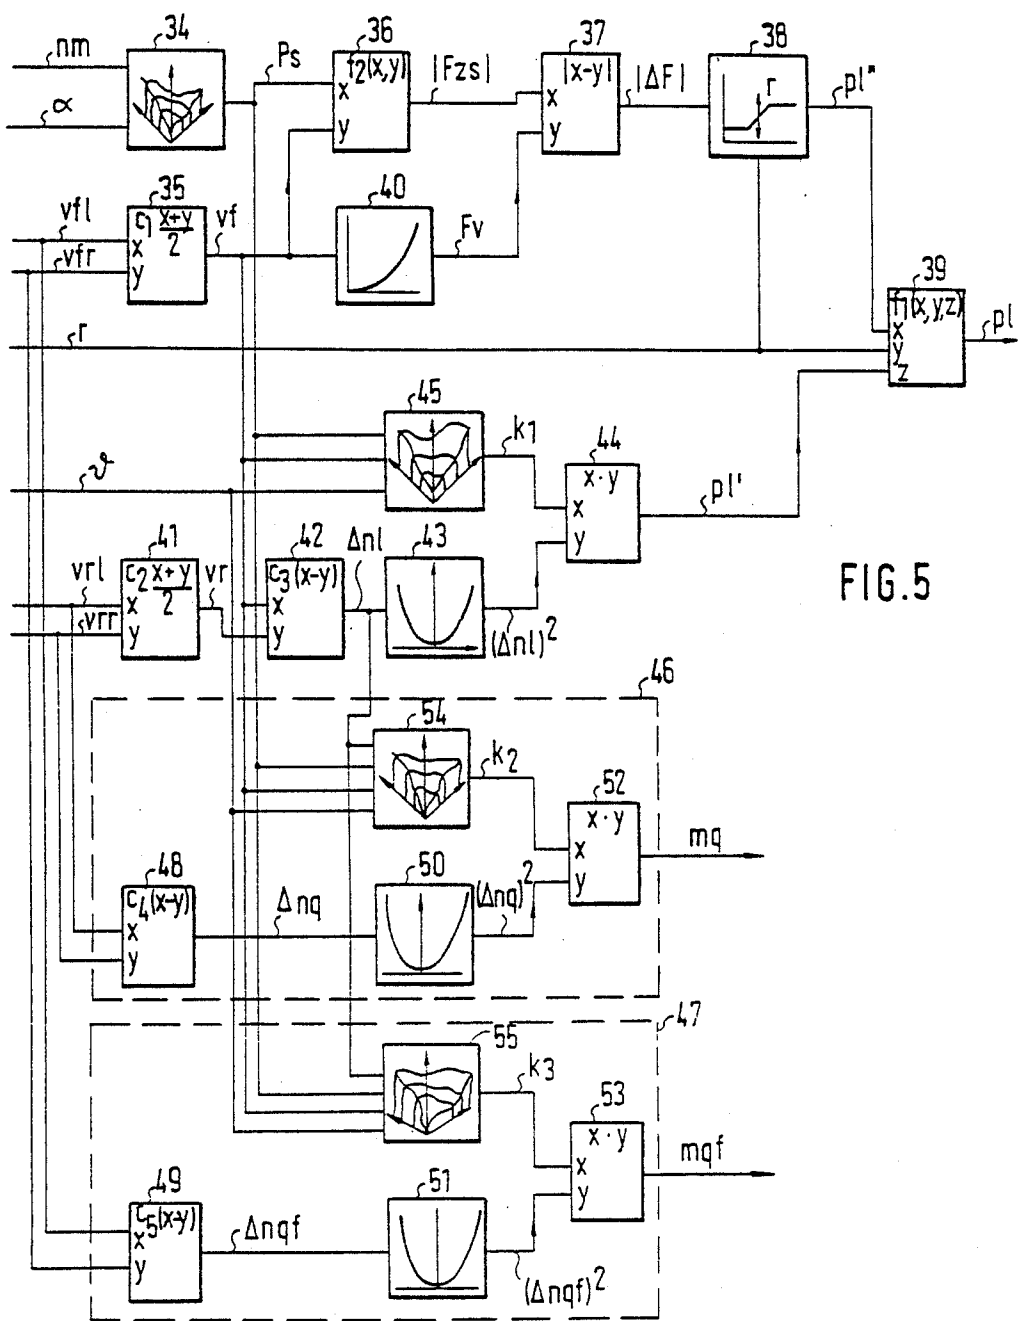 34
nm
α
Ps
36
f2(x,y)
x
y
|Fzs|
37
|x-y|
x
y
|ΔF|
38
r
pl*
35
vfl
vfr
c1 x+y/2
x
y
vf
40
Fv
r
39
f1(x,y,z)
x
y
z
pl
45
k1
44
x·y
x
y
pl'
ϑ
41
vrl
vrr
c2 x+y/2
x
y
vr
42
c3(x-y)
x
y
Δnl
43
(Δnl)²
FIG.5
46
54
k2
52
x·y
x
y
mq
48
c4(x-y)
x
y
Δnq
50
(Δnq)²
47
55
k3
53
x·y
x
y
mqf
49
c5(x-y)
x
y
Δnqf
51
(Δnqf)²